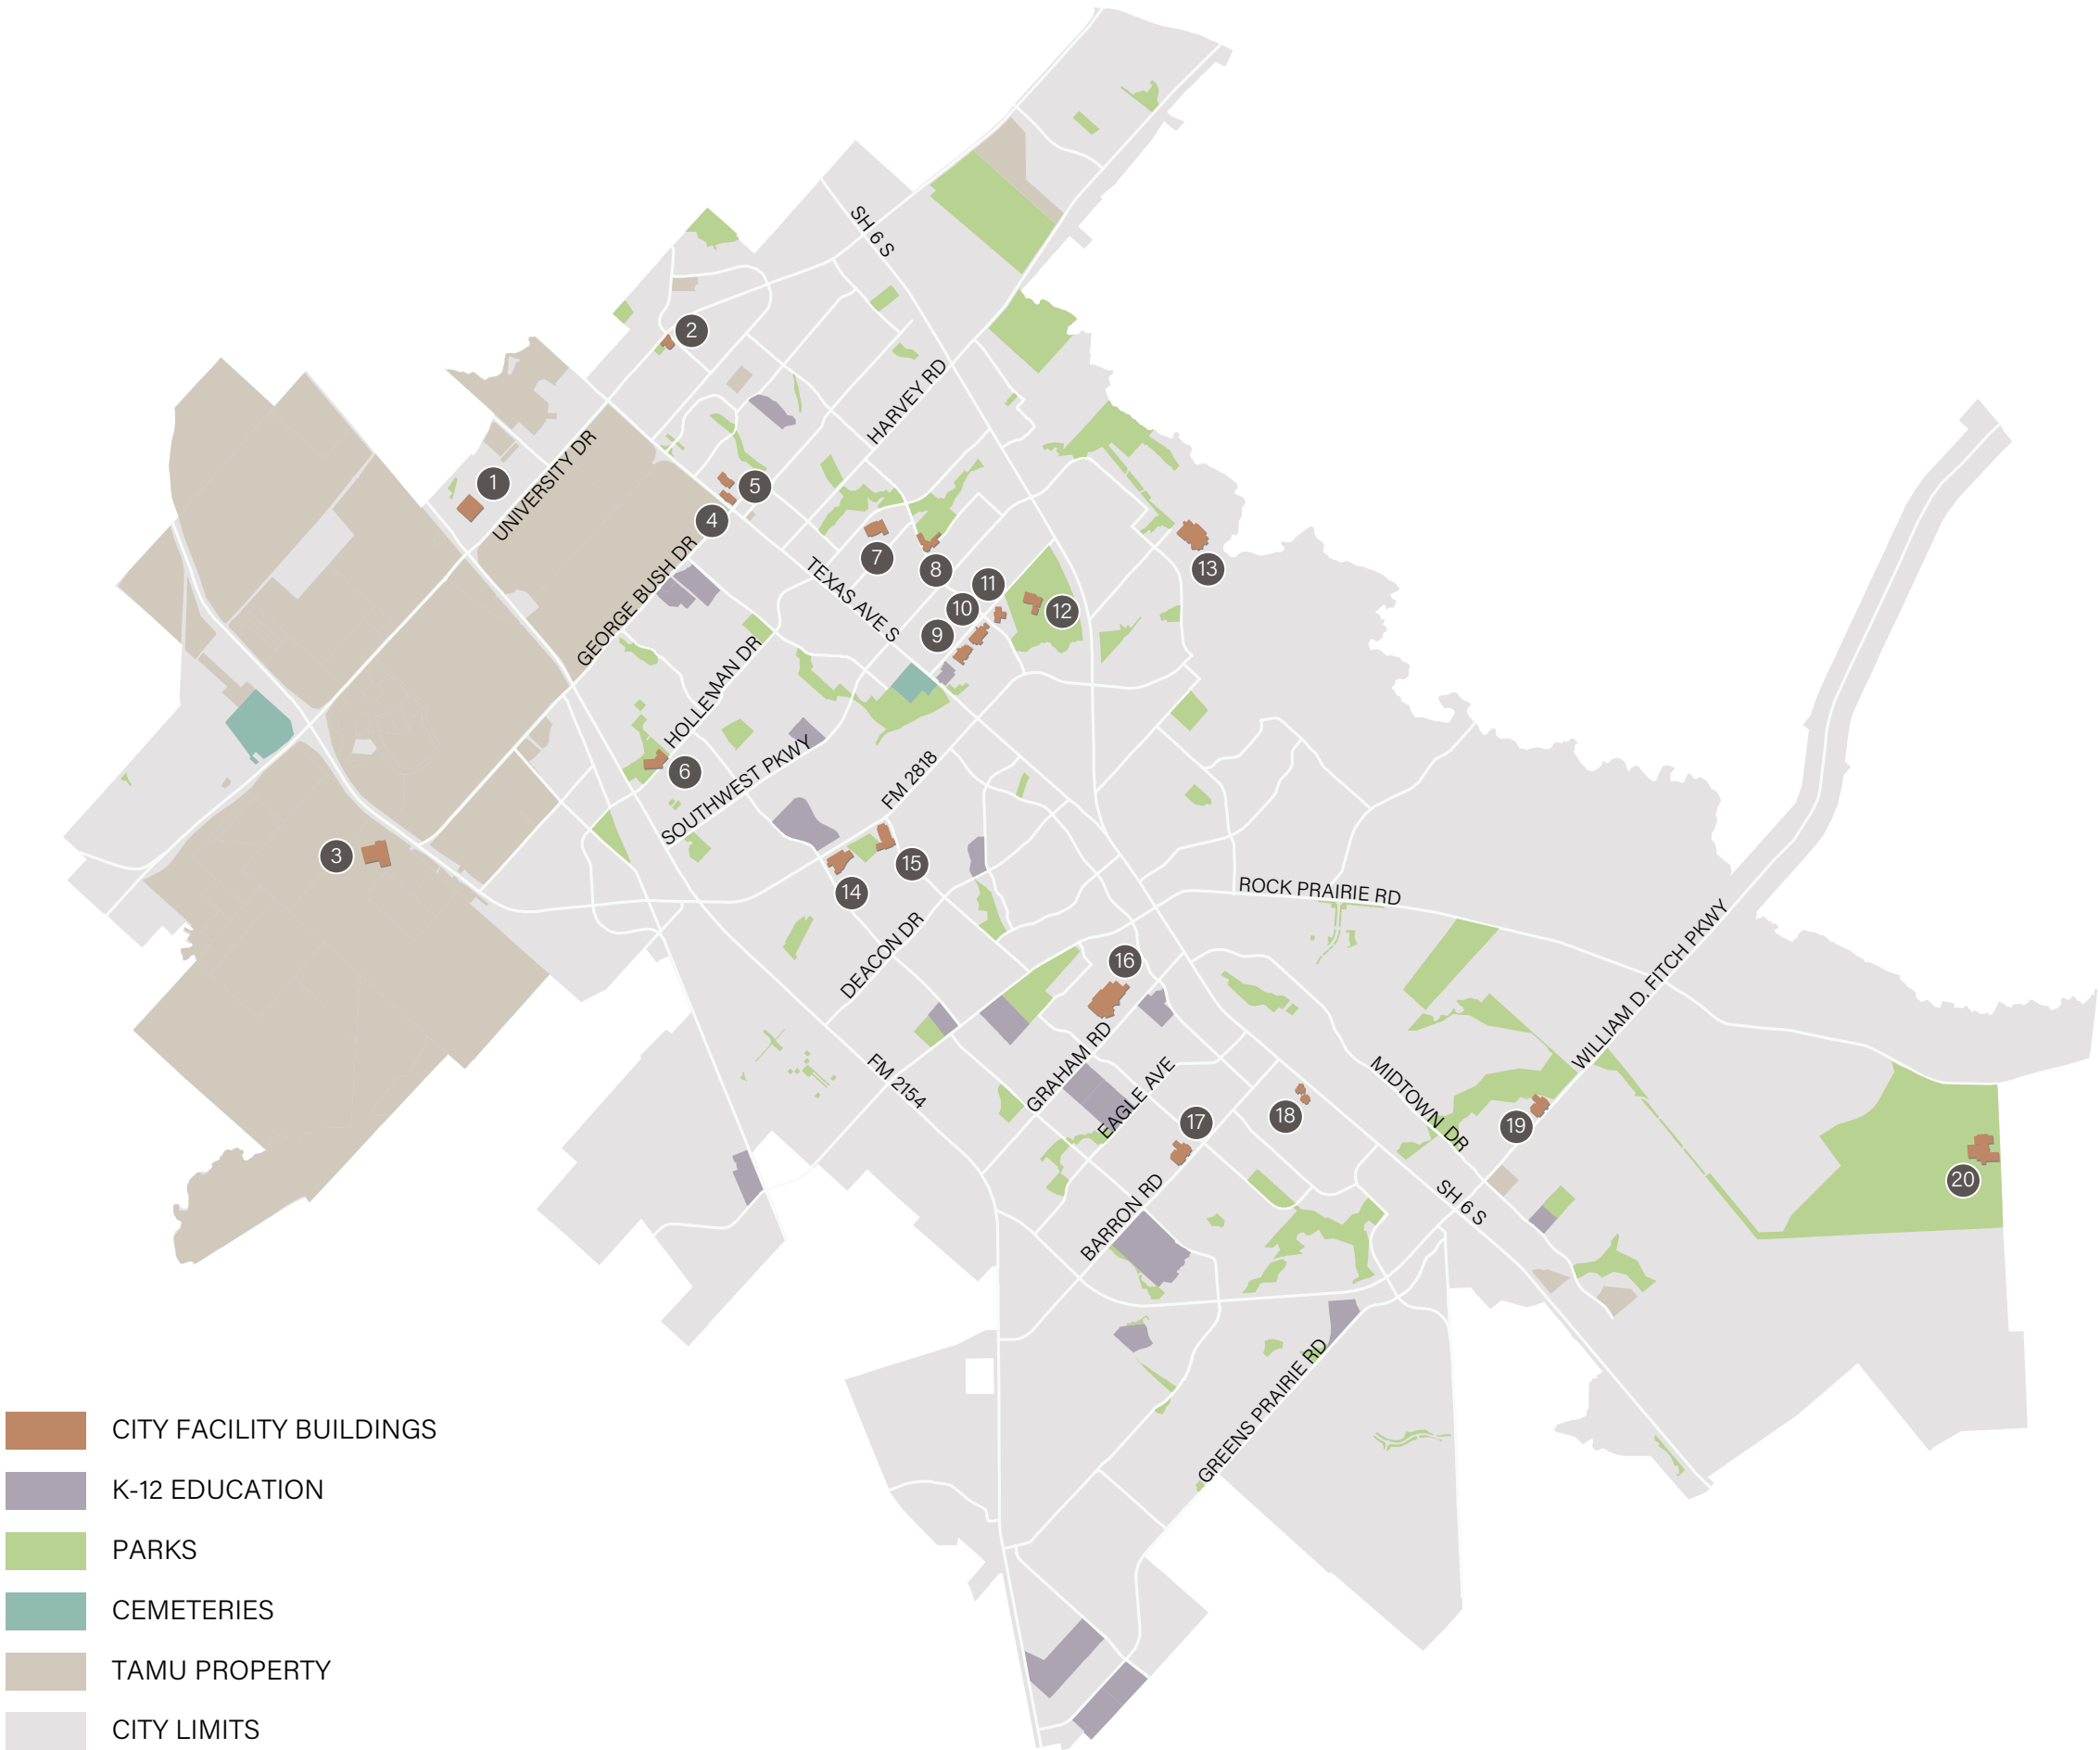 SH 6 S
2
HARVEY RD
UNIVERSITY DR
1
5
4
GEORGE BUSH DR
7
8
13
TEXAS AVE S
11
10
12
9
HOLLEMAN DR
6
SOUTHWEST PKWY
FM 2818
3
15
14
ROCK PRAIRIE RD
DEACON DR
16
WILLIAM D. FITCH PKWY
FM 2154
GRAHAM RD
EAGLE AVE
MIDTOWN DR
17
18
19
20
BARRON RD
SH 6 S
GREENS PRAIRIE RD
CITY FACILITY BUILDINGS
K-12 EDUCATION
PARKS
CEMETERIES
TAMU PROPERTY
CITY LIMITS